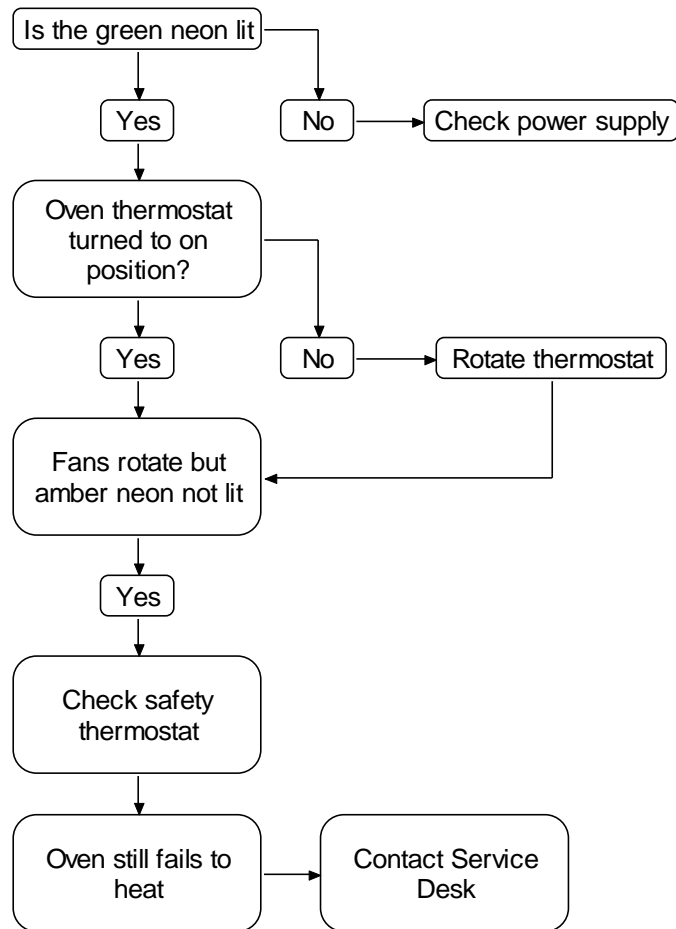 Is the green neon lit
Yes
No
Check power supply
Oven thermostat
turned to on
position?
Yes
No
Rotate thermostat
Fans rotate but
amber neon not lit
Yes
Check safety
thermostat
Oven still fails to
heat
Contact Service
Desk